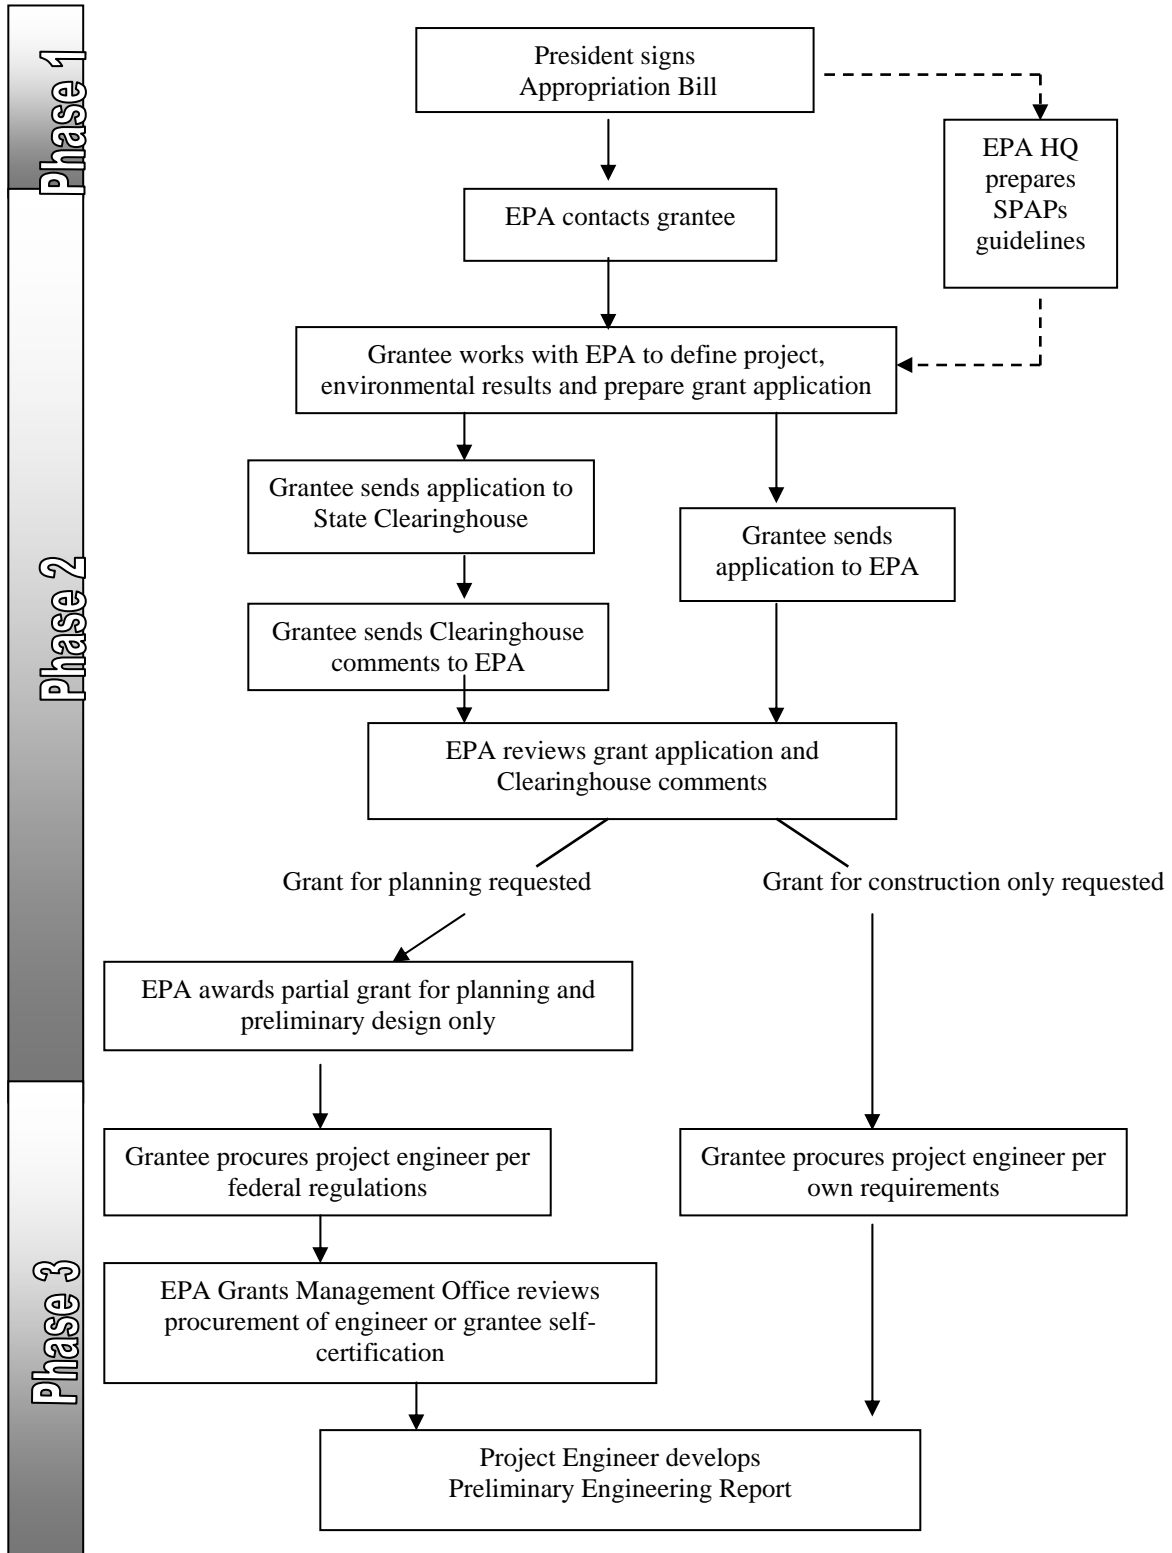 Phase 1
President signs
Appropriation Bill
EPA HQ
prepares
SPAPs
guidelines
EPA contacts grantee
Phase 2
Grantee works with EPA to define project,
environmental results and prepare grant application
Grantee sends application to
State Clearinghouse
Grantee sends
application to EPA
Grantee sends Clearinghouse
comments to EPA
EPA reviews grant application and
Clearinghouse comments
Grant for planning requested
Grant for construction only requested
EPA awards partial grant for planning and
preliminary design only
Phase 3
Grantee procures project engineer per
federal regulations
Grantee procures project engineer per
own requirements
EPA Grants Management Office reviews
procurement of engineer or grantee self-
certification
Project Engineer develops
Preliminary Engineering Report